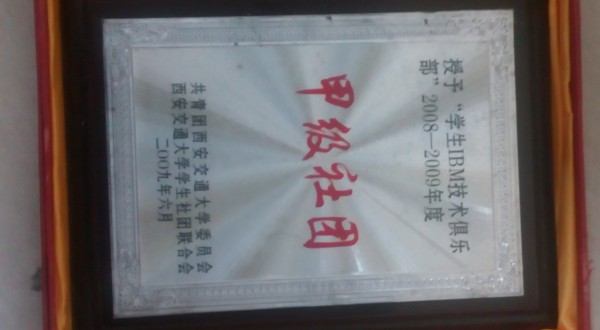 授予“学生IBM技术俱乐
部”2008—2009年度
甲级社团
共青团西安交通大学委员会
西安交通大学学生社团联合会
二00九年六月